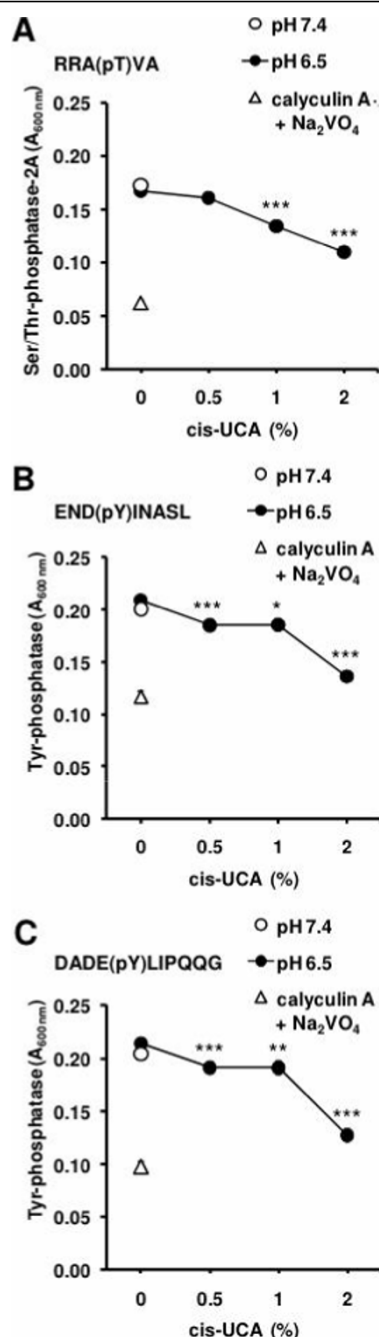 A
pH 7.4
RRA(pT)VA
pH 6.5
calyculin A
+ Na2VO4
Ser/Thr-phosphatase-2A (A600 nm)
0.25
0.20
0.15
0.10
0.05
0.00
***
***
0 0.5 1 2
cis-UCA (%)
B
pH 7.4
END(pY)INASL
pH 6.5
calyculin A
+ Na2VO4
Tyr-phosphatase (A600 nm)
0.25
0.20
0.15
0.10
0.05
0.00
*** * ***
0 0.5 1 2
cis-UCA (%)
C
pH 7.4
DADE(pY)LIPQQG
pH 6.5
calyculin A
+ Na2VO4
Tyr-phosphatase (A600 nm)
0.25
0.20
0.15
0.10
0.05
0.00
*** ** ***
0 0.5 1 2
cis-UCA (%)